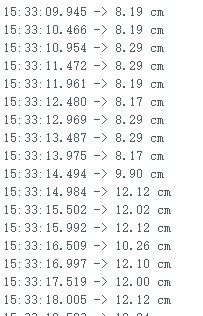 15:33:09.945 -> 8.19 cm
15:33:10.466 -> 8.19 cm
15:33:10.954 -> 8.29 cm
15:33:11.472 -> 8.29 cm
15:33:11.961 -> 8.19 cm
15:33:12.480 -> 8.17 cm
15:33:12.969 -> 8.29 cm
15:33:13.487 -> 8.29 cm
15:33:13.975 -> 8.17 cm
15:33:14.494 -> 9.90 cm
15:33:14.984 -> 12.12 cm
15:33:15.502 -> 12.02 cm
15:33:15.992 -> 12.12 cm
15:33:16.509 -> 10.26 cm
15:33:16.997 -> 12.10 cm
15:33:17.519 -> 12.00 cm
15:33:18.005 -> 12.12 cm